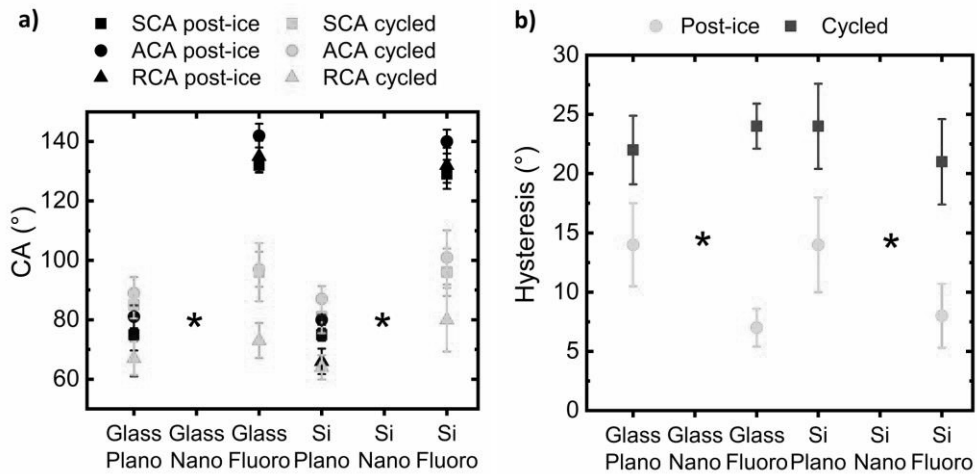 a)
SCA post-ice SCA cycled
ACA post-ice ACA cycled
RCA post-ice RCA cycled
CA (°)
140
120
100
80
60
* *
Glass Glass Glass Si Si Si
Plano Nano Fluoro Plano Nano Fluoro
b)
Post-ice Cycled
Hysteresis (°)
30
25
20
15
10
5
0
* *
Glass Glass Glass Si Si Si
Plano Nano Fluoro Plano Nano Fluoro